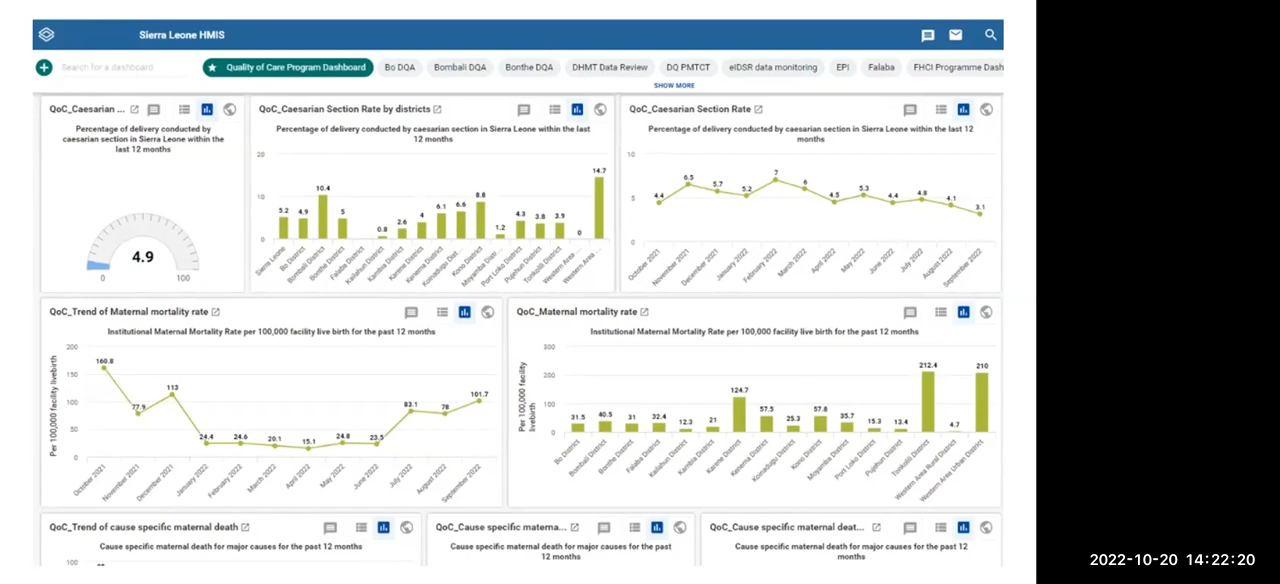 Sierra Leone HMIS
Search for a dashboard
Quality of Care Program Dashboard
Bo DQA
Bombali DQA
Bonthe DQA
DHMT Data Review
DQ PMTCT
eIDSR data monitoring
EPI
Falaba
FHCI Programme Dash
SHOW MORE
QoC_Caesarian ...
Percentage of delivery conducted by
caesarian section in Sierra Leone within the
last 12 months
4.9
0
100
QoC_Caesarian Section Rate by districts
Percentage of delivery conducted by caesarian section in Sierra Leone within the last
12 months
20
10
0
5.2
4.9
10.4
5
0.8
2.6
4
6.1
6.6
8.8
1.2
4.3
3.8
3.9
0
14.7
Sierra Leone
Bo District
Bombali District
Bonthe District
Falaba District
Kailahun District
Kambia District
Karene District
Kenema District
Koinadugu Dist...
Kono District
Moyamba Distr...
Port Loko District
Pujehun District
Tonkolili District
Western Area ...
Western Area ...
QoC_Caesarian Section Rate
Percentage of delivery conducted by caesarian section in Sierra Leone within the last 12
months
10
5
0
4.4
6.5
5.7
5.2
7
6
4.5
5.3
4.4
4.8
4.1
3.1
October 2021
November 2021
December 2021
January 2022
February 2022
March 2022
April 2022
May 2022
June 2022
July 2022
August 2022
September 2022
QoC_Trend of Maternal mortality rate
Institutional Maternal Mortality Rate per 100,000 facility live birth for the past 12 months
Per 100,000 facility livebirth
200
150
100
50
0
160.8
77.9
113
24.4
24.6
20.1
15.1
24.8
23.5
83.1
78
101.7
October 2021
November 2021
December 2021
January 2022
February 2022
March 2022
April 2022
May 2022
June 2022
July 2022
August 2022
September 2022
QoC_Maternal mortality rate
Institutional Maternal Mortality Rate per 100,000 facility live birth for the past 12 months
Per 100,000 facility
livebirth
300
200
100
0
31.5
40.5
31
32.4
12.3
21
124.7
57.5
25.3
57.8
35.7
15.3
13.4
212.4
4.7
210
Bo District
Bombali District
Bonthe District
Falaba District
Kailahun District
Kambia District
Karene District
Kenema District
Koinadugu District
Kono District
Moyamba District
Port Loko District
Pujehun District
Tonkolili District
Western Area Rural District
Western Area Urban District
QoC_Trend of cause specific maternal death
Cause specific maternal death for major causes for the past 12 months
100
QoC_Cause specific materna...
Cause specific maternal death for major causes for the past
12 months
QoC_Cause specific maternal deat...
Cause specific maternal death for major causes for the past 12
months
2022-10-20 14:22:20